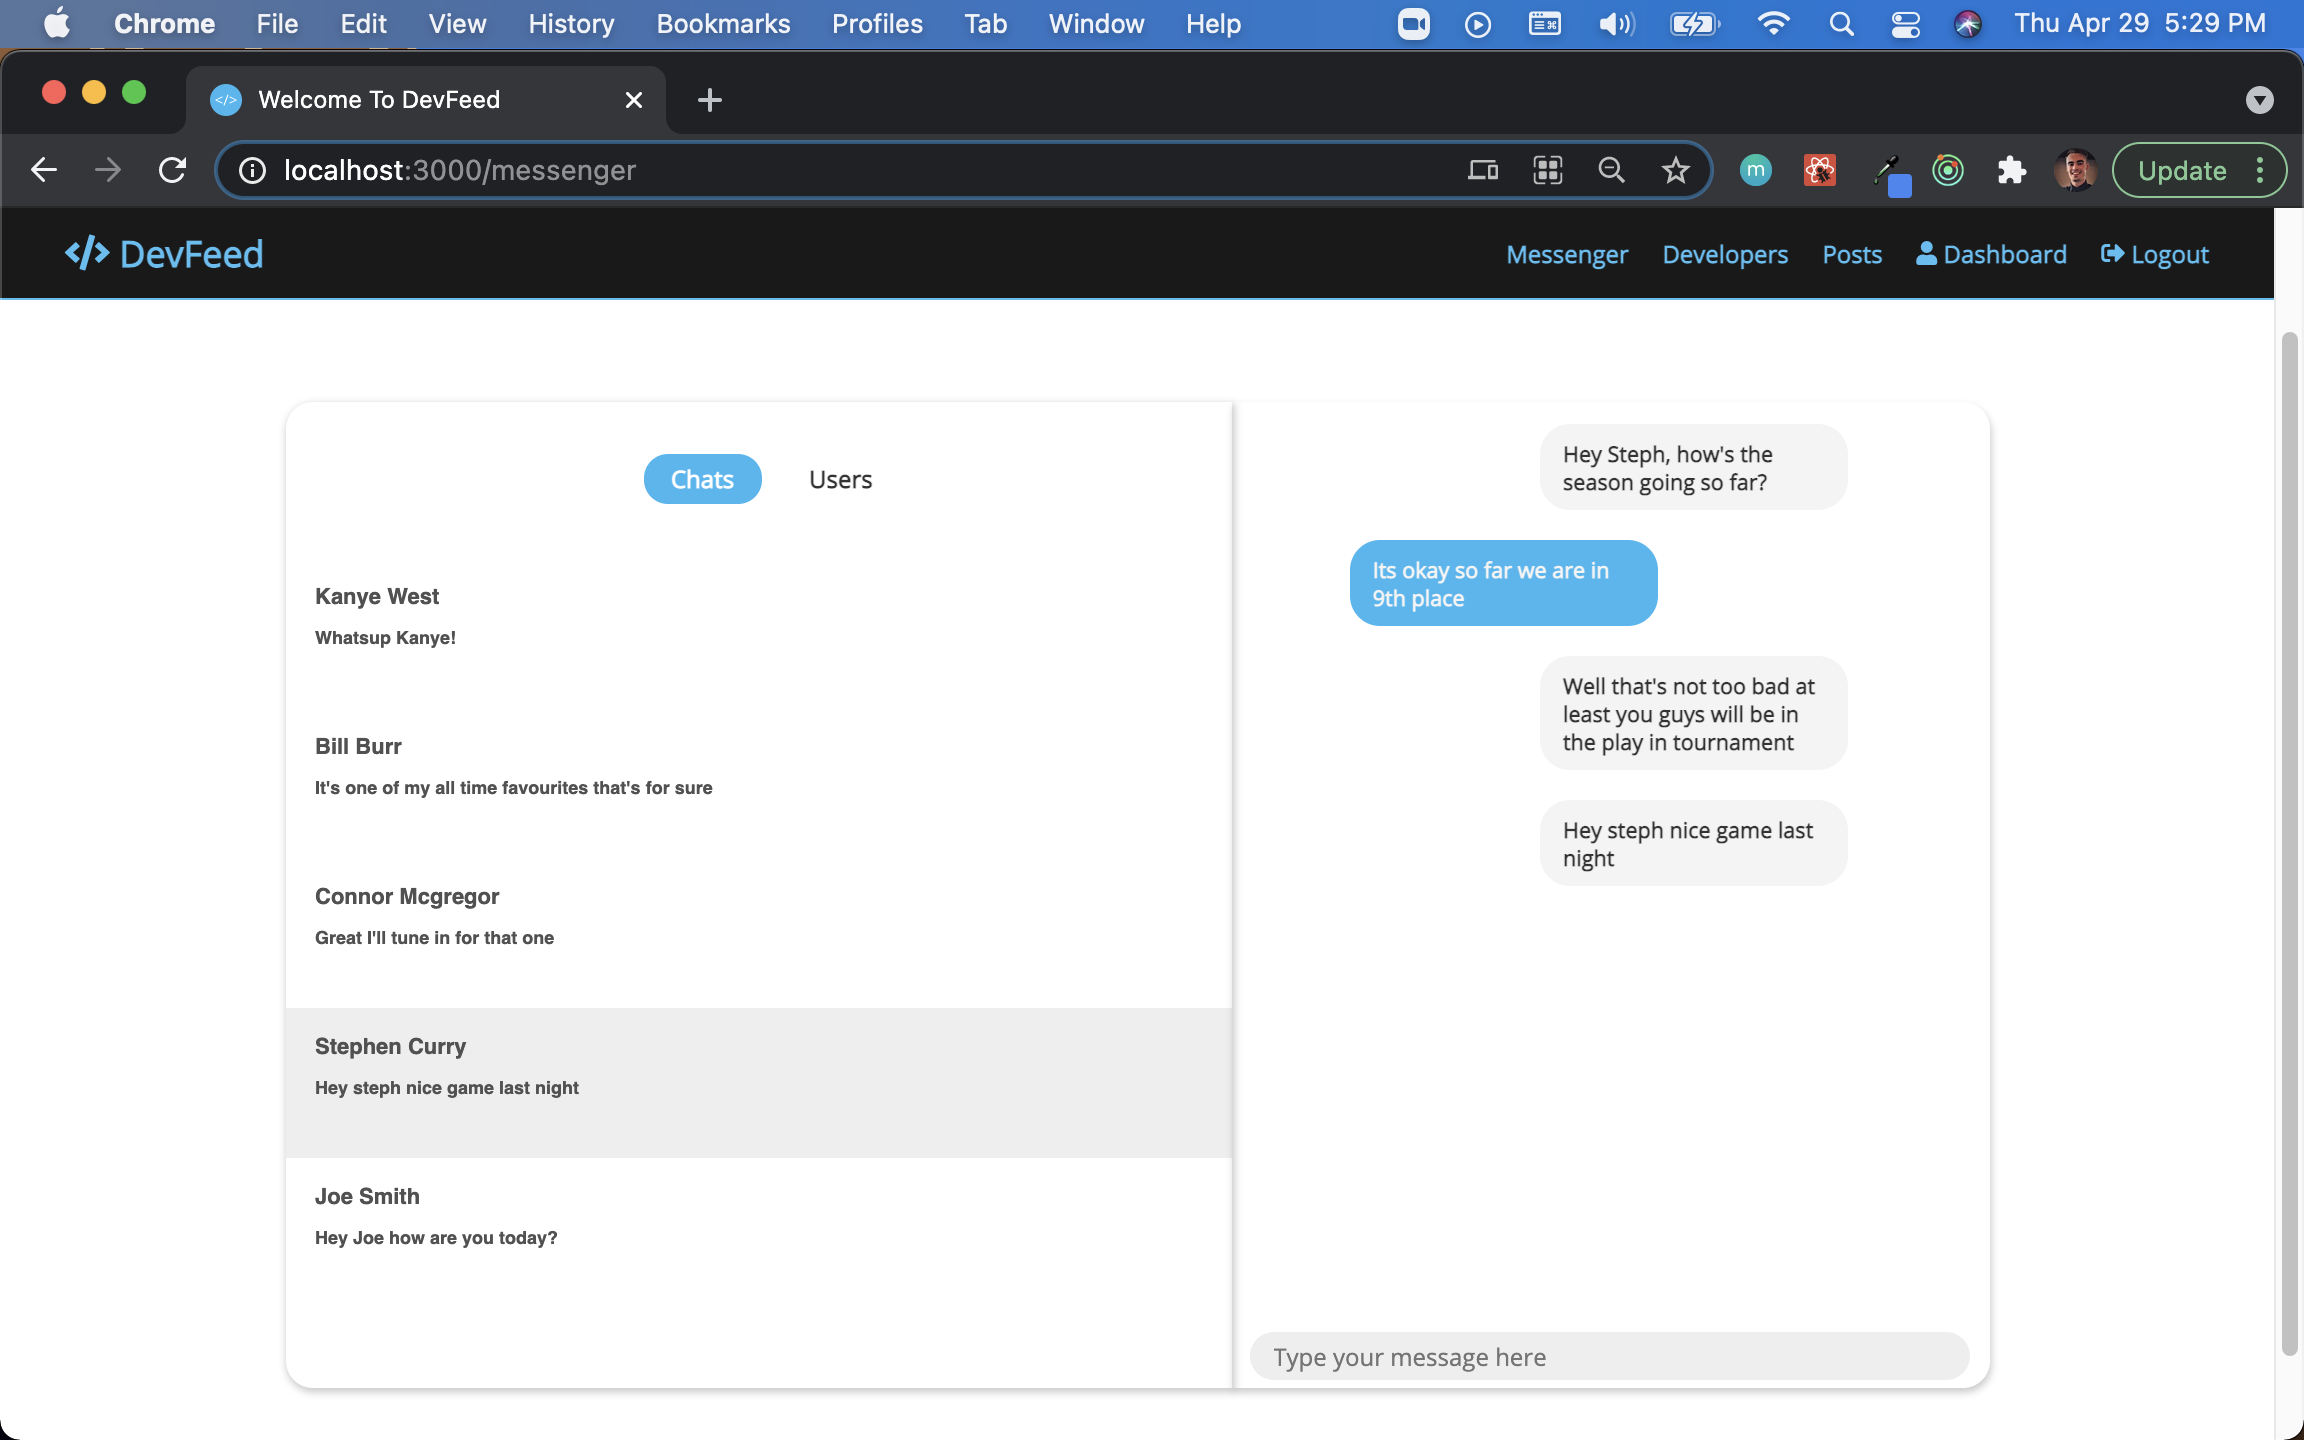 Chrome File Edit View History Bookmarks Profiles Tab Window Help Thu Apr 29 5:29 PM
</> Welcome To DevFeed
localhost:3000/messenger m Update
</> DevFeed Messenger Developers Posts Dashboard Logout
Chats Users
Kanye West
Whatsup Kanye!
Bill Burr
It's one of my all time favourites that's for sure
Connor Mcgregor
Great I'll tune in for that one
Stephen Curry
Hey steph nice game last night
Joe Smith
Hey Joe how are you today?
Hey Steph, how's the
season going so far?
Its okay so far we are in
9th place
Well that's not too bad at
least you guys will be in
the play in tournament
Hey steph nice game last
night
Type your message here